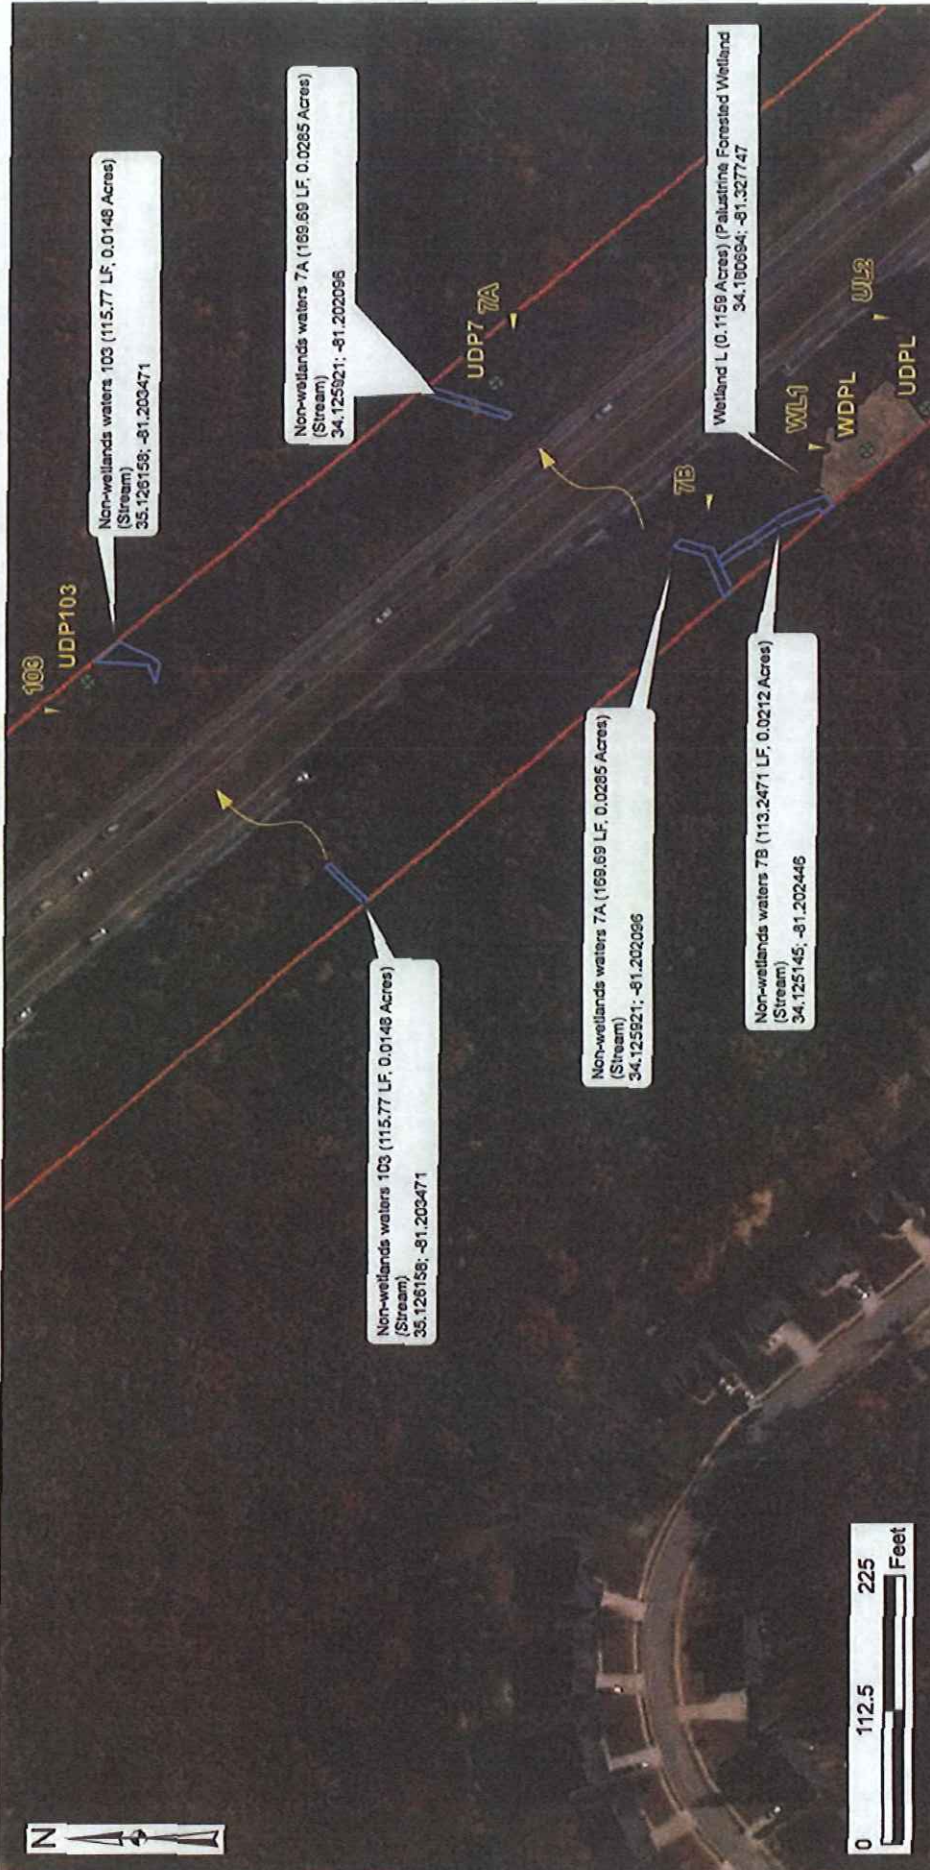 N
103
UDP103
Non-wetlands waters 103 (115.77 LF, 0.0148 Acres)
(Stream)
35.126158; -81.203471
Non-wetlands waters 7A (169.69 LF, 0.0285 Acres)
(Stream)
34.125921; -81.202096
UDP7
7A
Non-wetlands waters 103 (115.77 LF, 0.0148 Acres)
(Stream)
35.126158; -81.203471
Non-wetlands waters 7A (169.69 LF, 0.0285 Acres)
(Stream)
34.125921; -81.202096
7B
Wetland L (0.1159 Acres) (Palustrine Forested Wetland
34.160694; -81.327747
WL1
WDPL
UL2
UDPL
Non-wetlands waters 7B (113.2471 LF, 0.0212 Acres)
(Stream)
34.125145; -81.202446
0 112.5 225
Feet